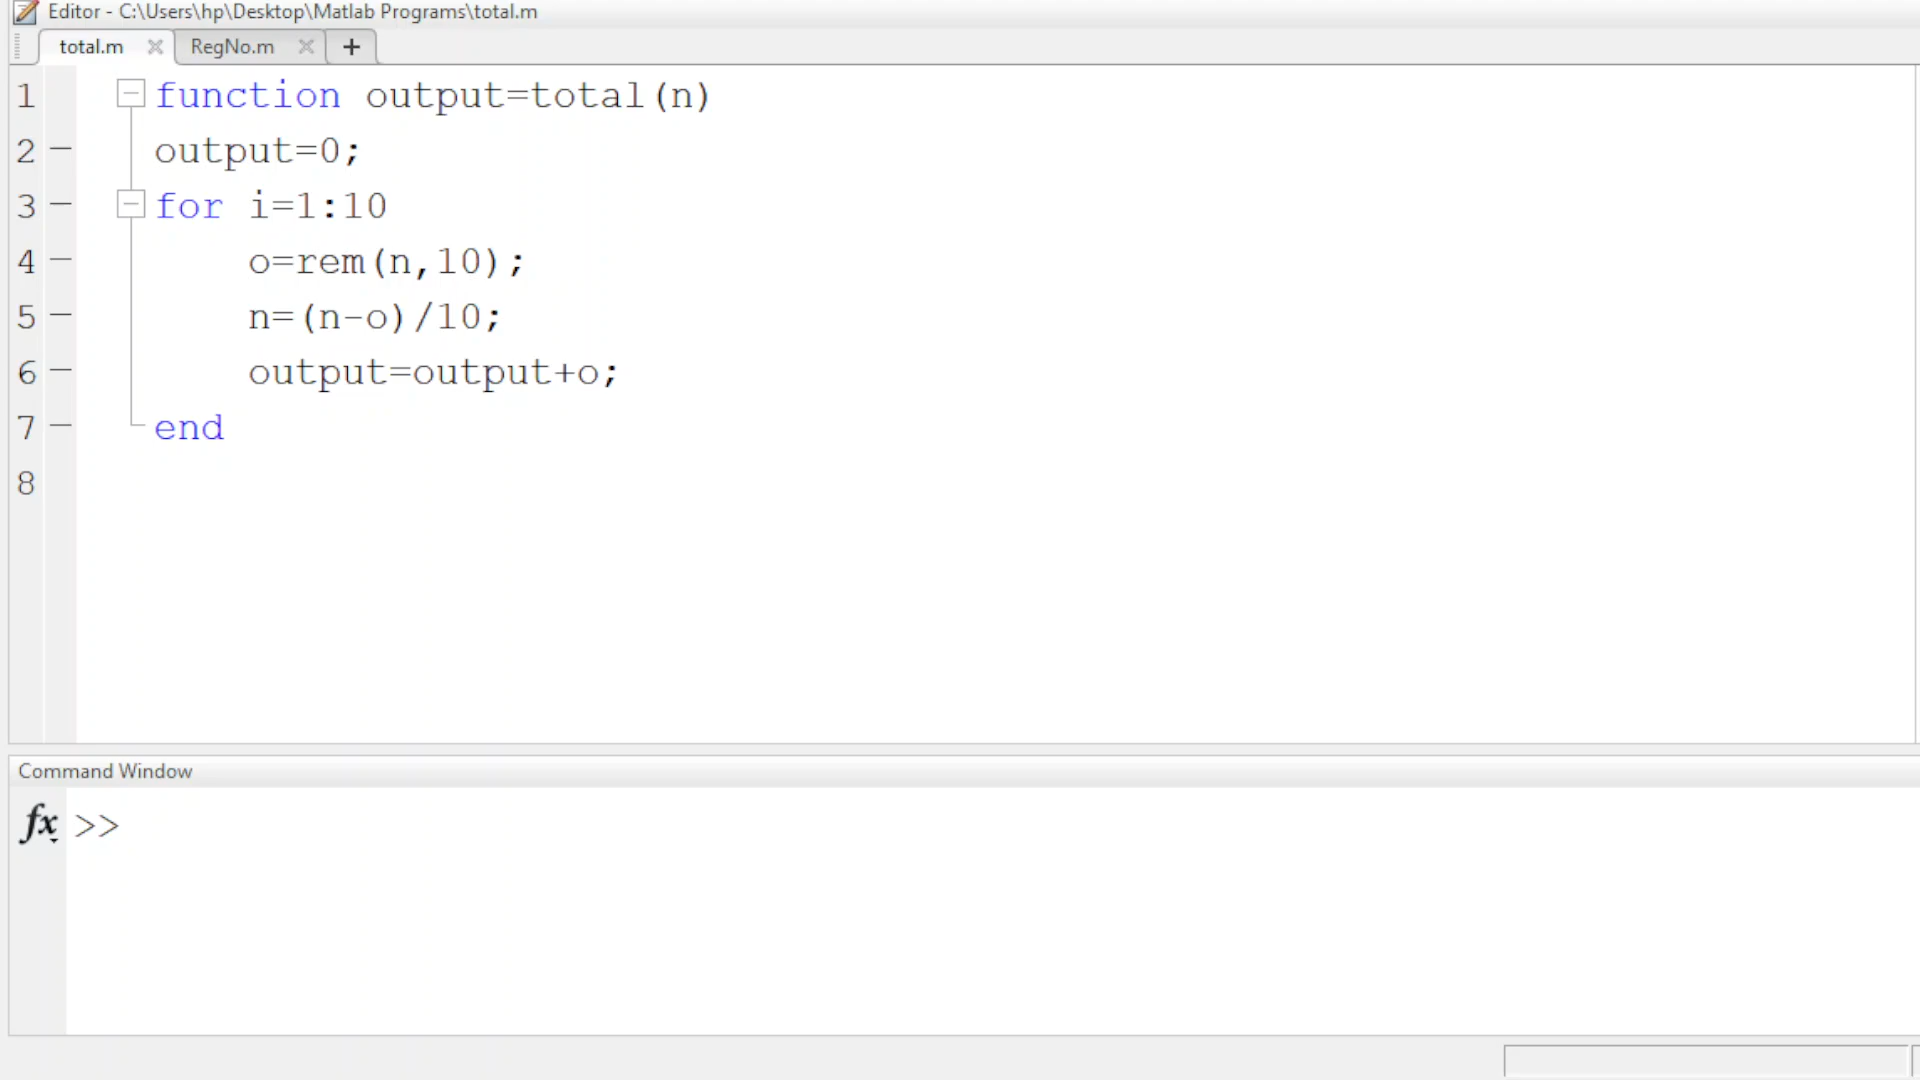 Editor - C:\Users\hp\Desktop\Matlab Programs\total.m
total.m RegNo.m +
1 function output=total(n)
2 output=0;
3 for i=1:10
4 o=rem(n,10);
5 n=(n-o)/10;
6 output=output+o;
7 end
8
Command Window
fx >>